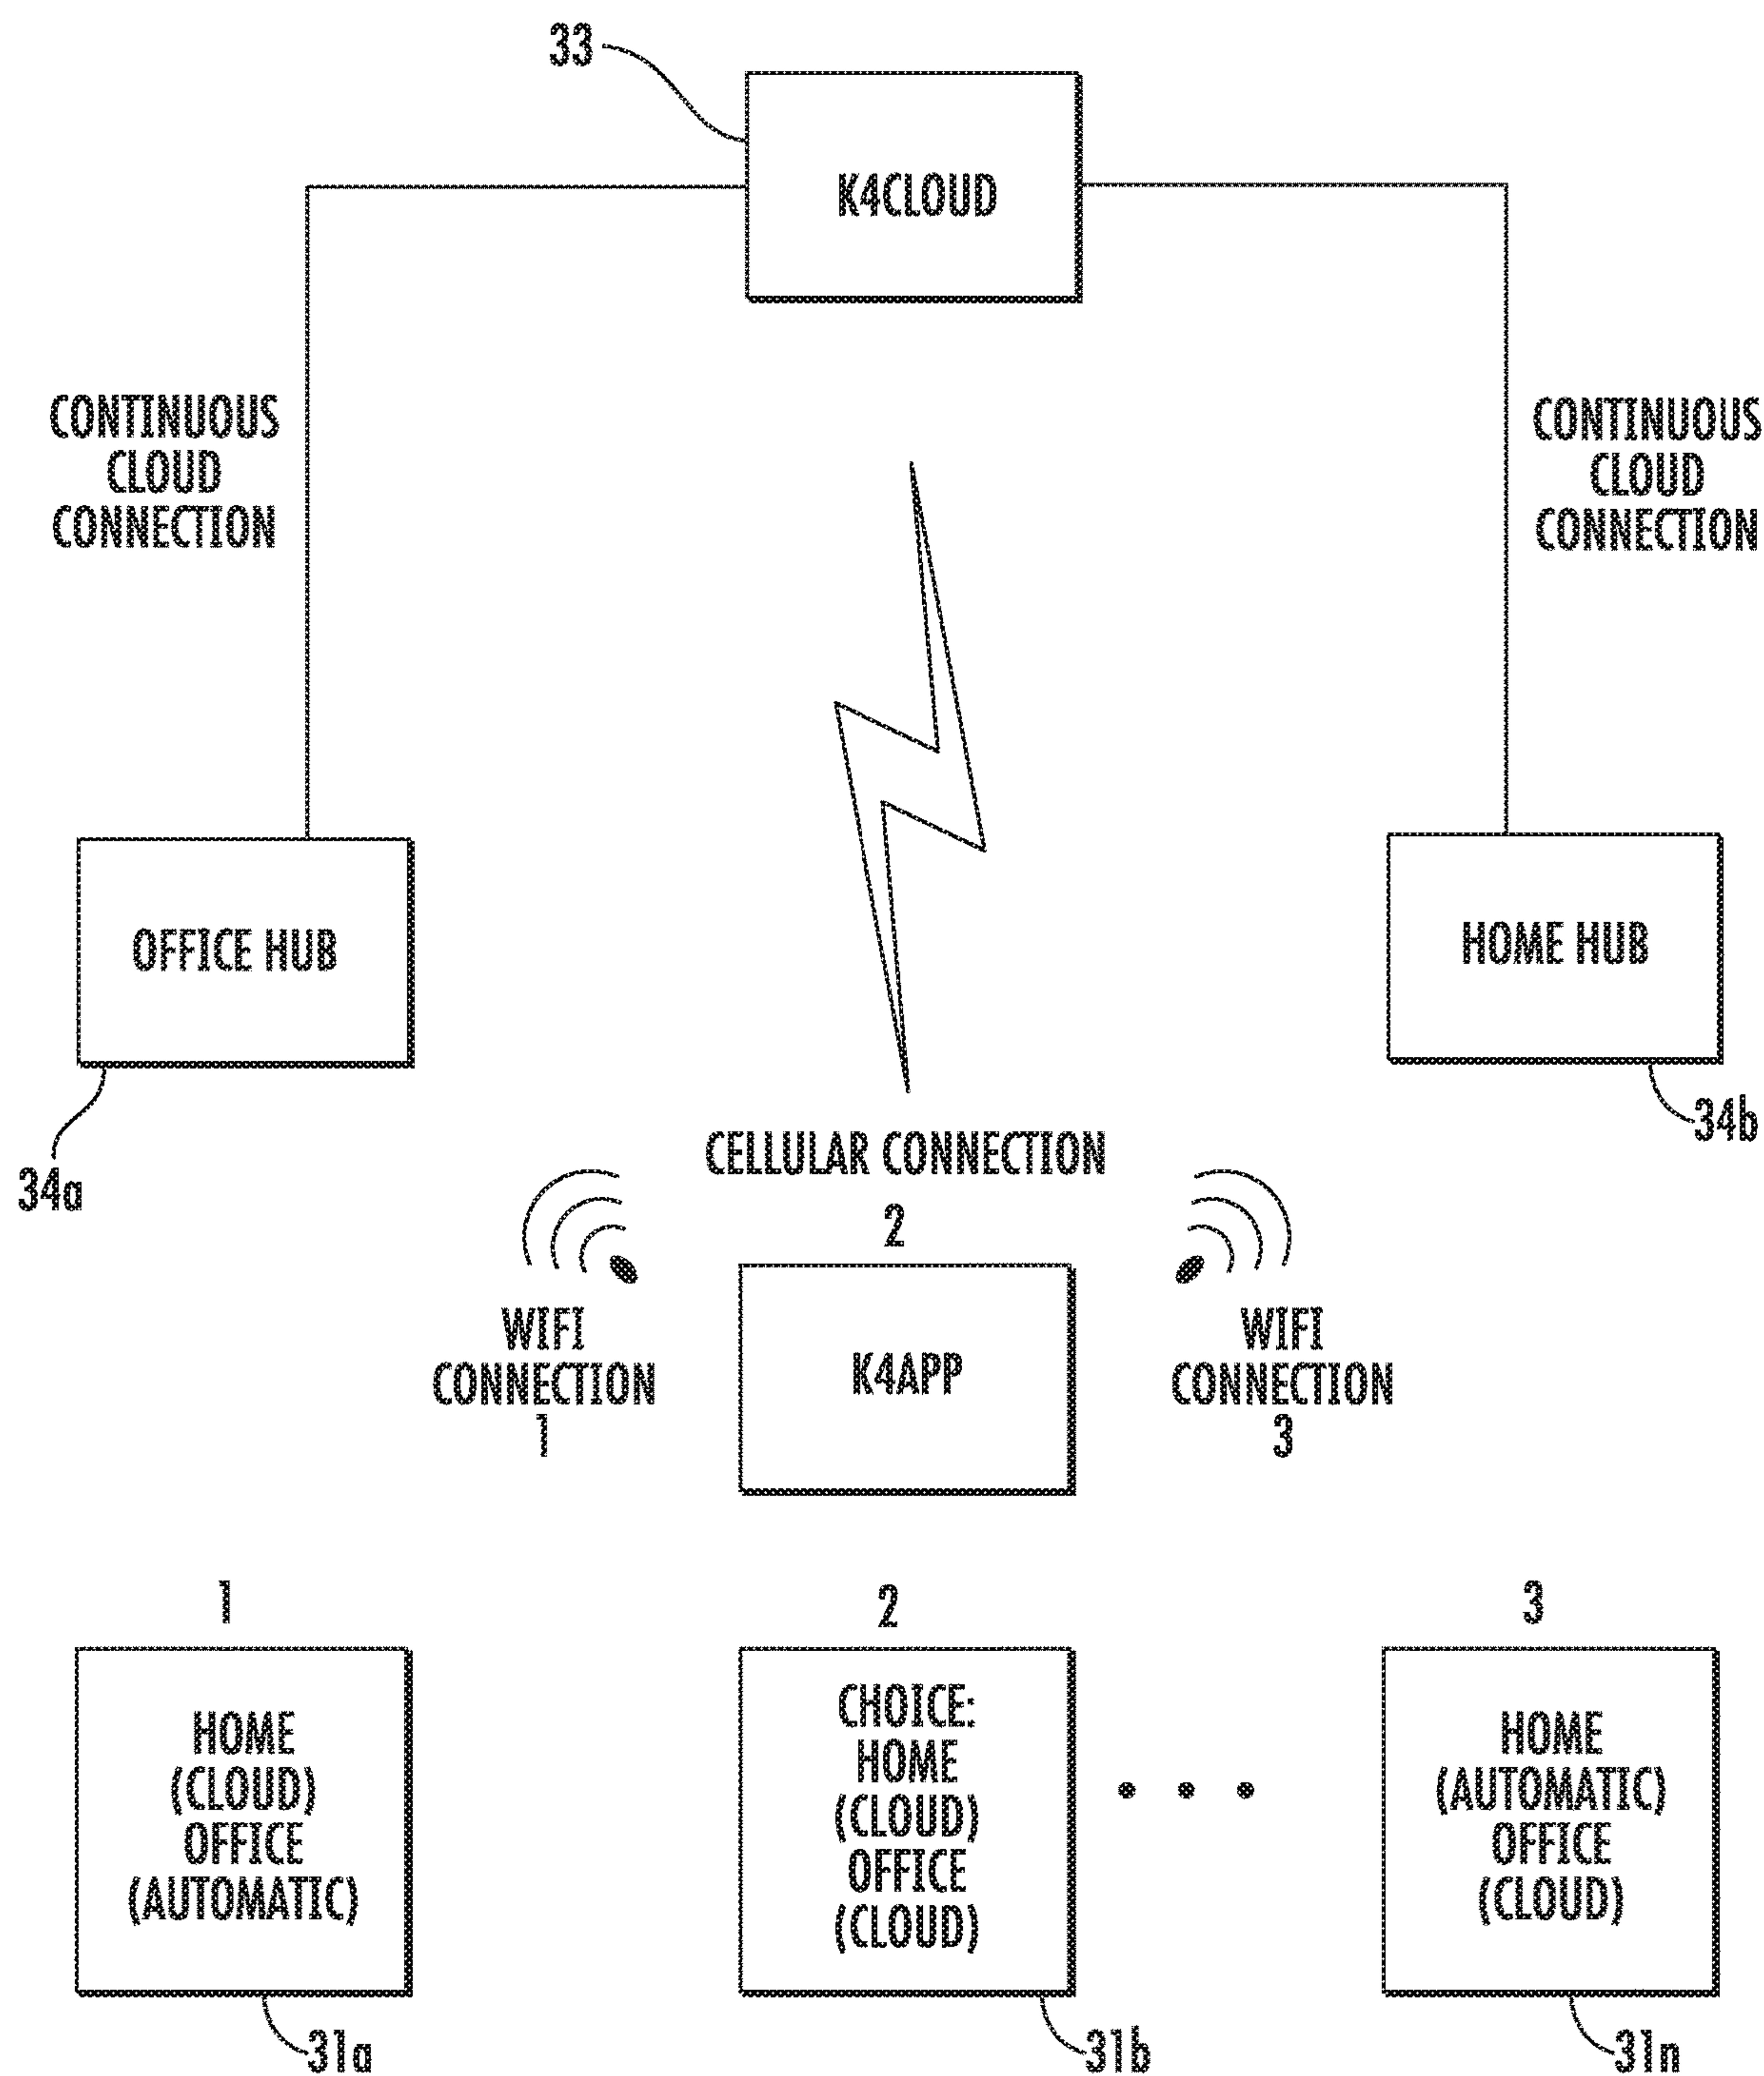 33
K4CLOUD
CONTINUOUS
CLOUD
CONNECTION
CONTINUOUS
CLOUD
CONNECTION
OFFICE HUB
HOME HUB
34a
34b
CELLULAR CONNECTION
2
WIFI
CONNECTION
1
K4APP
WIFI
CONNECTION
3
1
HOME
(CLOUD)
OFFICE
(AUTOMATIC)
31a
2
CHOICE:
HOME
(CLOUD)
OFFICE
(CLOUD)
31b
3
HOME
(AUTOMATIC)
OFFICE
(CLOUD)
31n